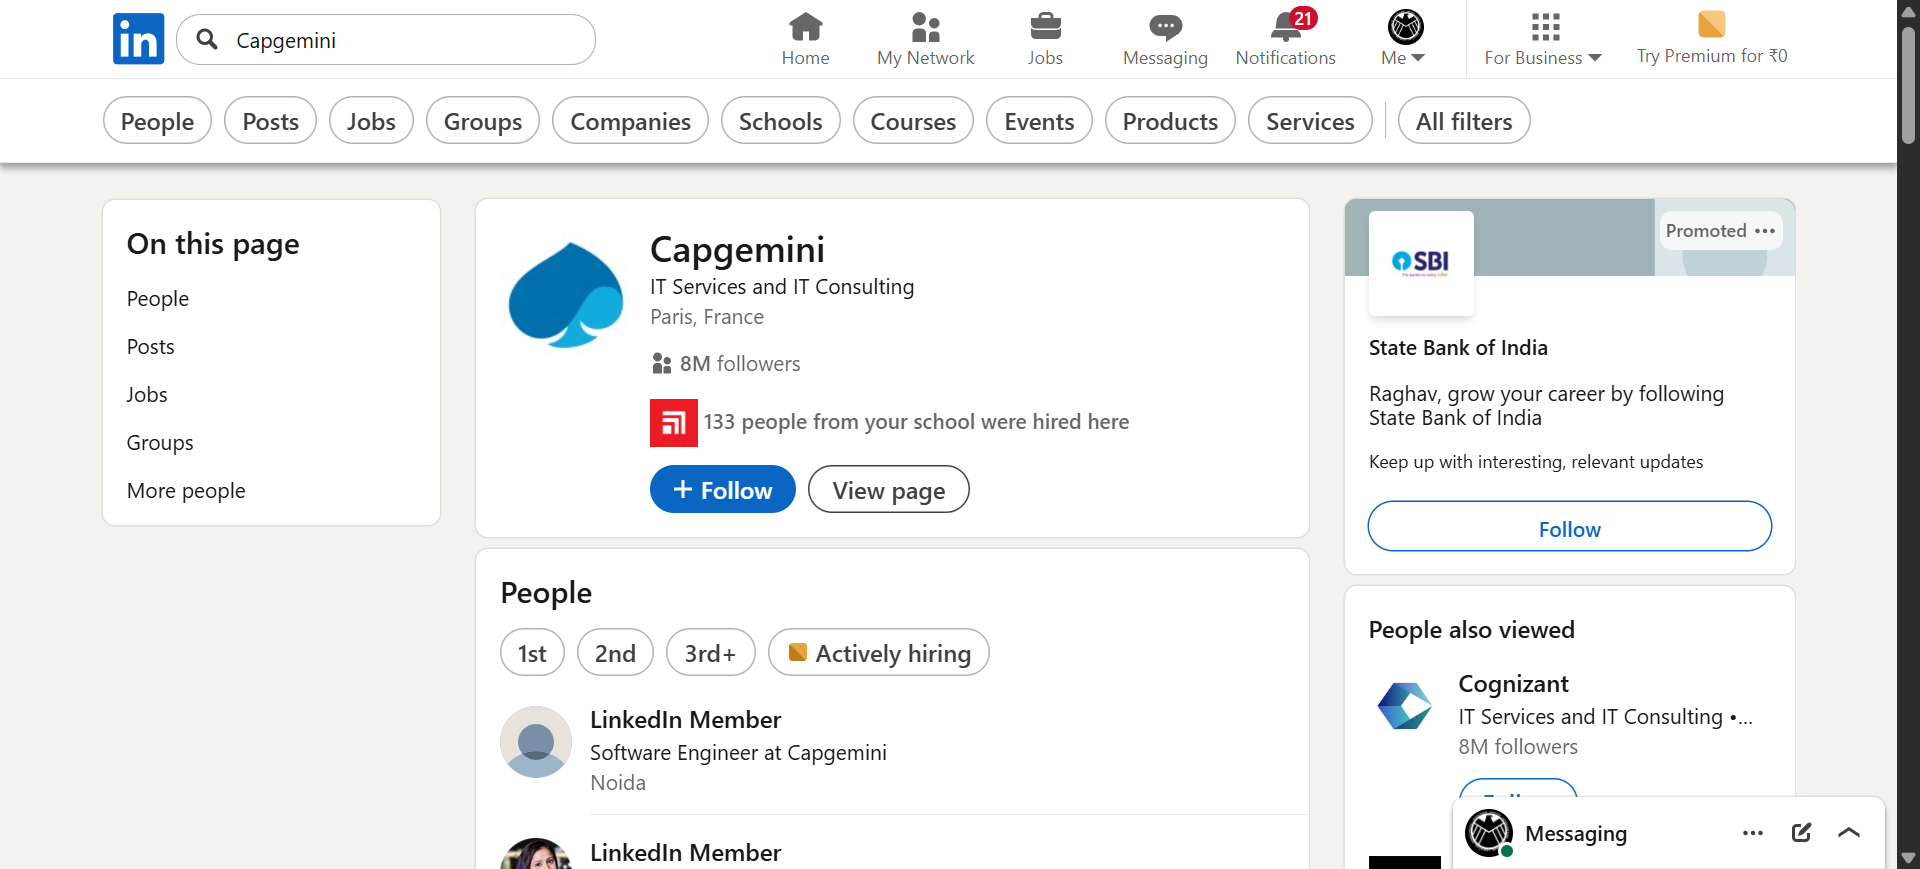 in
Capgemini
Home
My Network
Jobs
Messaging
21
Notifications
Me
For Business
Try Premium for ₹0
People
Posts
Jobs
Groups
Companies
Schools
Courses
Events
Products
Services
All filters
On this page
People
Posts
Jobs
Groups
More people
Capgemini
IT Services and IT Consulting
Paris, France
8M followers
133 people from your school were hired here
+ Follow
View page
People
1st
2nd
3rd+
Actively hiring
LinkedIn Member
Software Engineer at Capgemini
Noida
LinkedIn Member
Promoted
SBI
State Bank of India
Raghav, grow your career by following
State Bank of India
Keep up with interesting, relevant updates
Follow
People also viewed
Cognizant
IT Services and IT Consulting •...
8M followers
Messaging